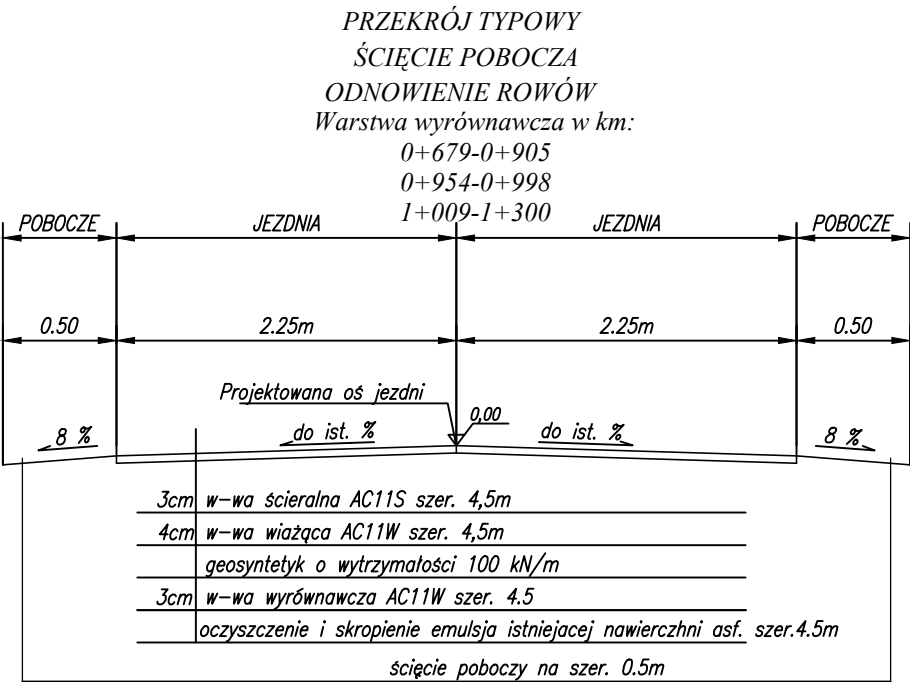 PRZEKRÓJ TYPOWY
ŚCIĘCIE POBOCZA
ODNOWIENIE ROWÓW
Warstwa wyrównawcza w km:
0+679-0+905
0+954-0+998
1+009-1+300
POBOCZE JEZDNIA JEZDNIA POBOCZE
0.50 2.25m 2.25m 0.50
Projektowana oś jezdni
0,00
8 % do ist. % do ist. % 8 %
3cm w-wa ścieralna AC11S szer. 4,5m
4cm w-wa wiażąca AC11W szer. 4,5m
geosyntetyk o wytrzymałości 100 kN/m
3cm w-wa wyrównawcza AC11W szer. 4.5
oczyszczenie i skropienie emulsja istniejacej nawierczhni asf. szer.4.5m
ścięcie poboczy na szer. 0.5m